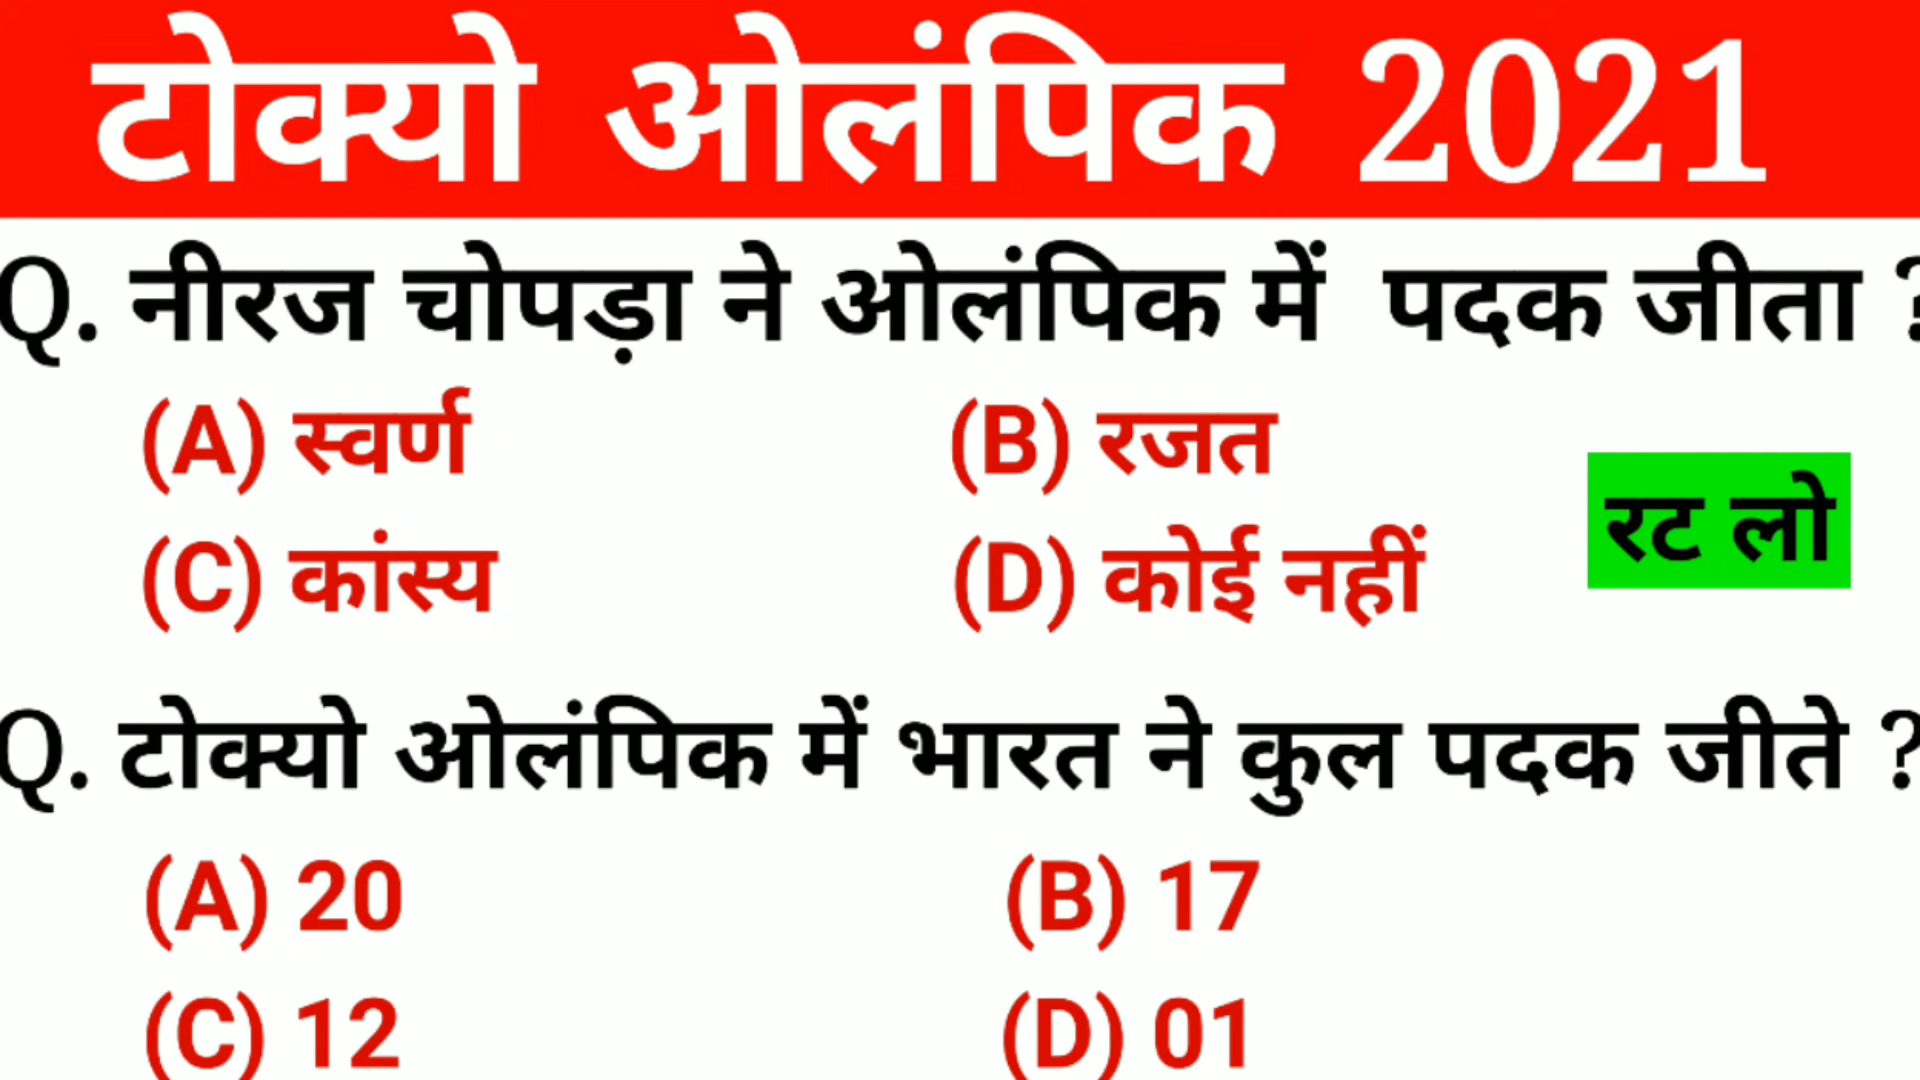 टोक्यो ओलंपिक 2021
Q. नीरज चोपड़ा ने ओलंपिक में पदक जीता ?
(A) स्वर्ण (B) रजत
रट लो
(C) कांस्य (D) कोई नहीं
Q. टोक्यो ओलंपिक में भारत ने कुल पदक जीते ?
(A) 20 (B) 17
(C) 12 (D) 01